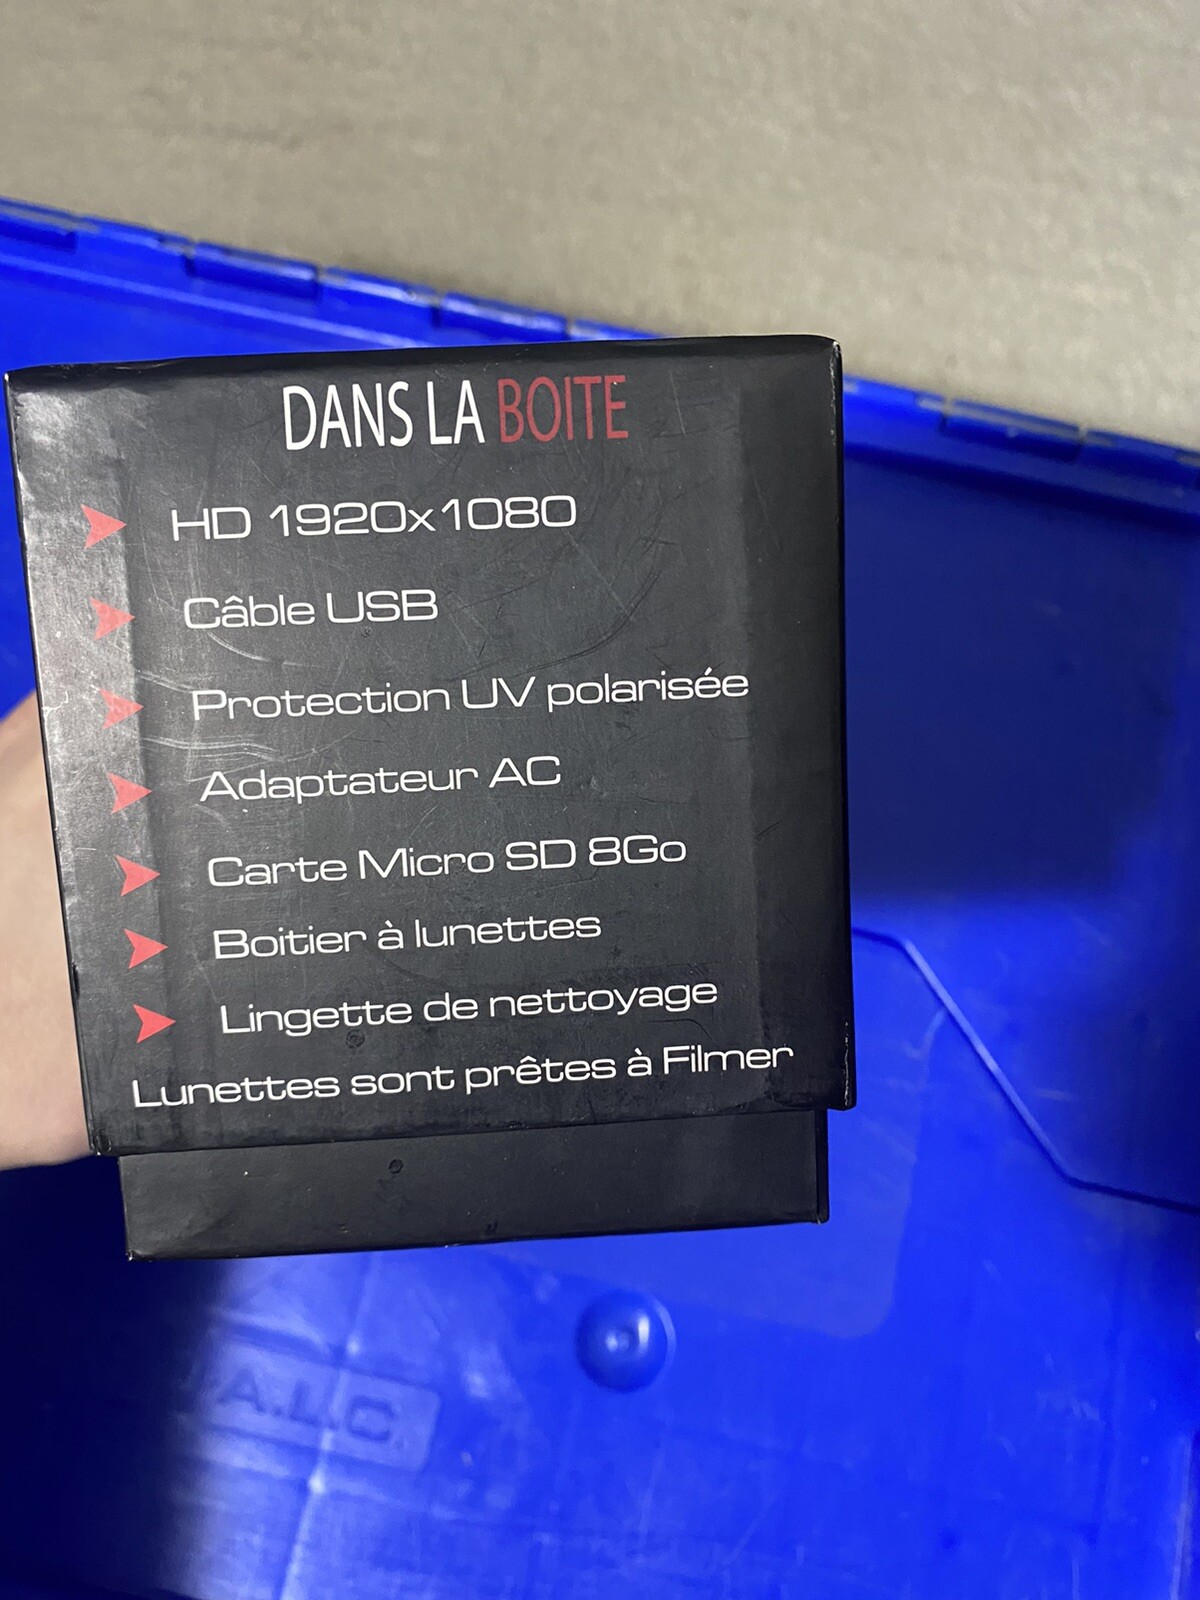 DANS LA BOITE
HD 1920x1080
Câble USB
Protection UV polarisée
Adaptateur AC
Carte Micro SD 8Go
Boitier à lunettes
Lingette de nettoyage
Lunettes sont prêtes à Filmer
A.L.C.